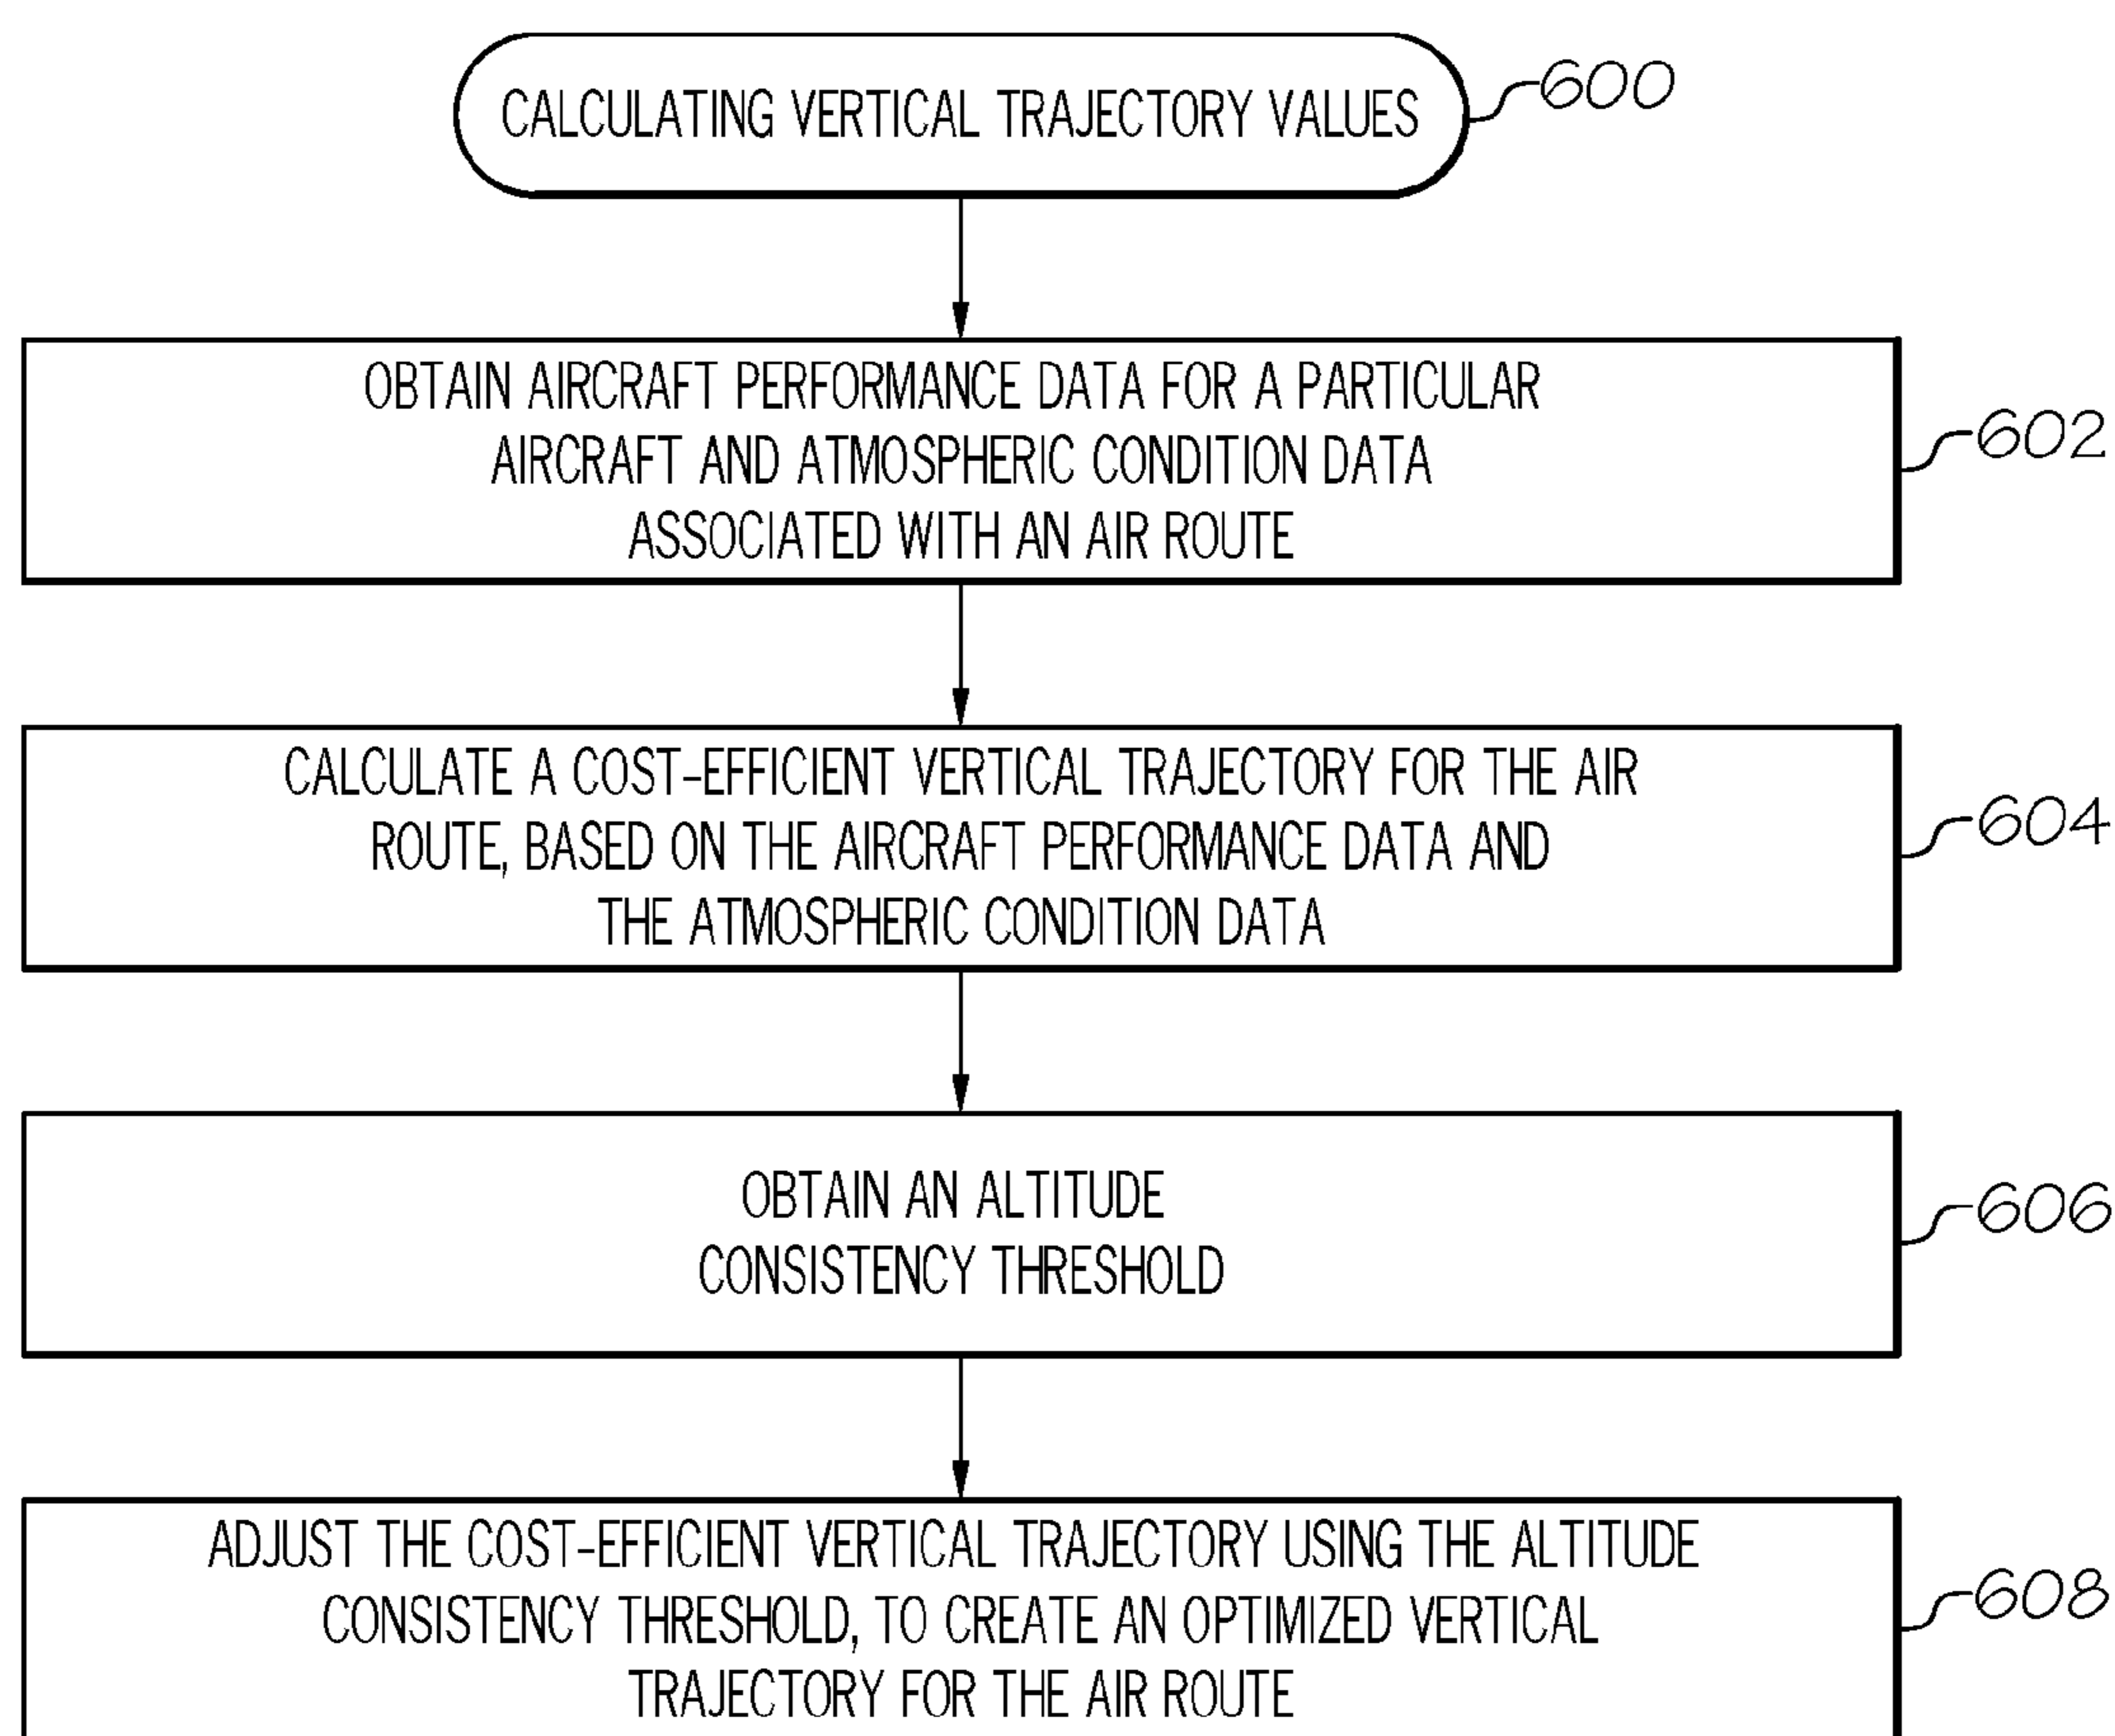 CALCULATING VERTICAL TRAJECTORY VALUES
600
OBTAIN AIRCRAFT PERFORMANCE DATA FOR A PARTICULAR
AIRCRAFT AND ATMOSPHERIC CONDITION DATA
ASSOCIATED WITH AN AIR ROUTE
602
CALCULATE A COST-EFFICIENT VERTICAL TRAJECTORY FOR THE AIR
ROUTE, BASED ON THE AIRCRAFT PERFORMANCE DATA AND
THE ATMOSPHERIC CONDITION DATA
604
OBTAIN AN ALTITUDE
CONSISTENCY THRESHOLD
606
ADJUST THE COST-EFFICIENT VERTICAL TRAJECTORY USING THE ALTITUDE
CONSISTENCY THRESHOLD, TO CREATE AN OPTIMIZED VERTICAL
TRAJECTORY FOR THE AIR ROUTE
608